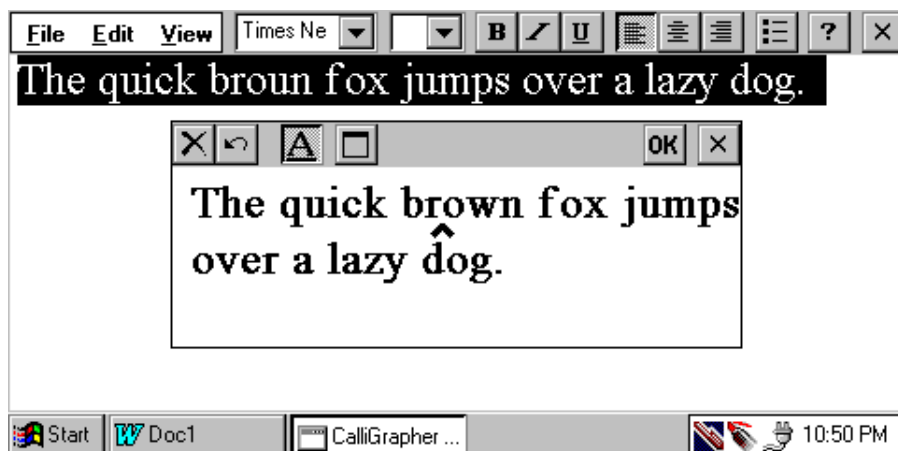 File Edit View Times Ne B I U ?
The quick broun fox jumps over a lazy dog.
A OK
The quick brown fox jumps
over a lazy dog.
Start W Doc1 CalliGrapher ... 10:50 PM